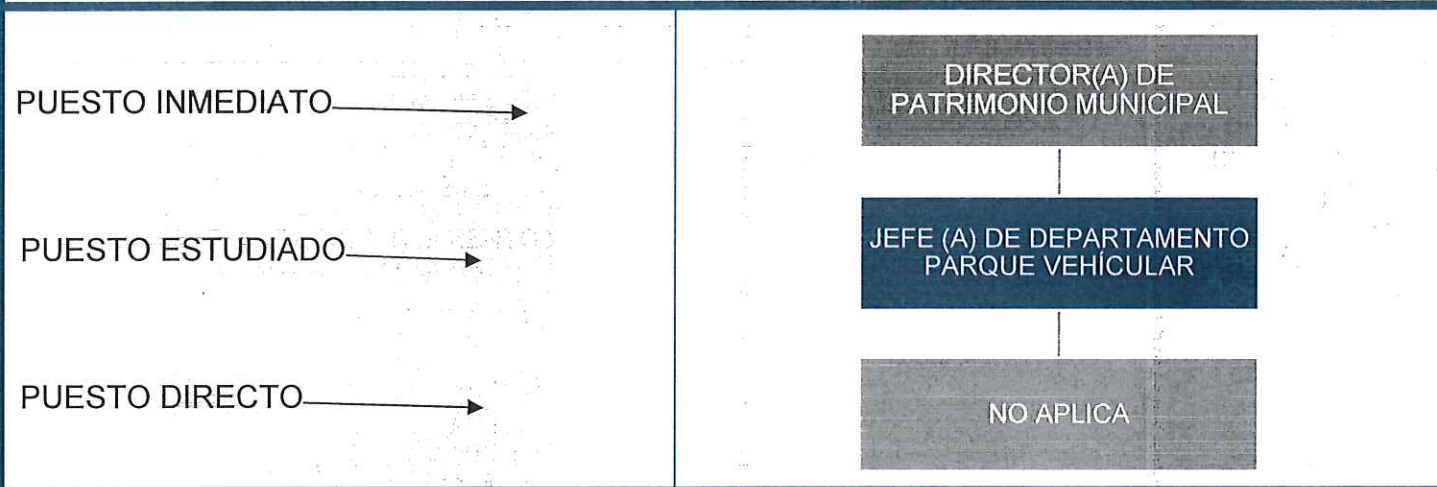 PUESTO INMEDIATO
DIRECTOR(A) DE
PATRIMONIO MUNICIPAL
PUESTO ESTUDIADO
JEFE (A) DE DEPARTAMENTO
PARQUE VEHÍCULAR
PUESTO DIRECTO
NO APLICA